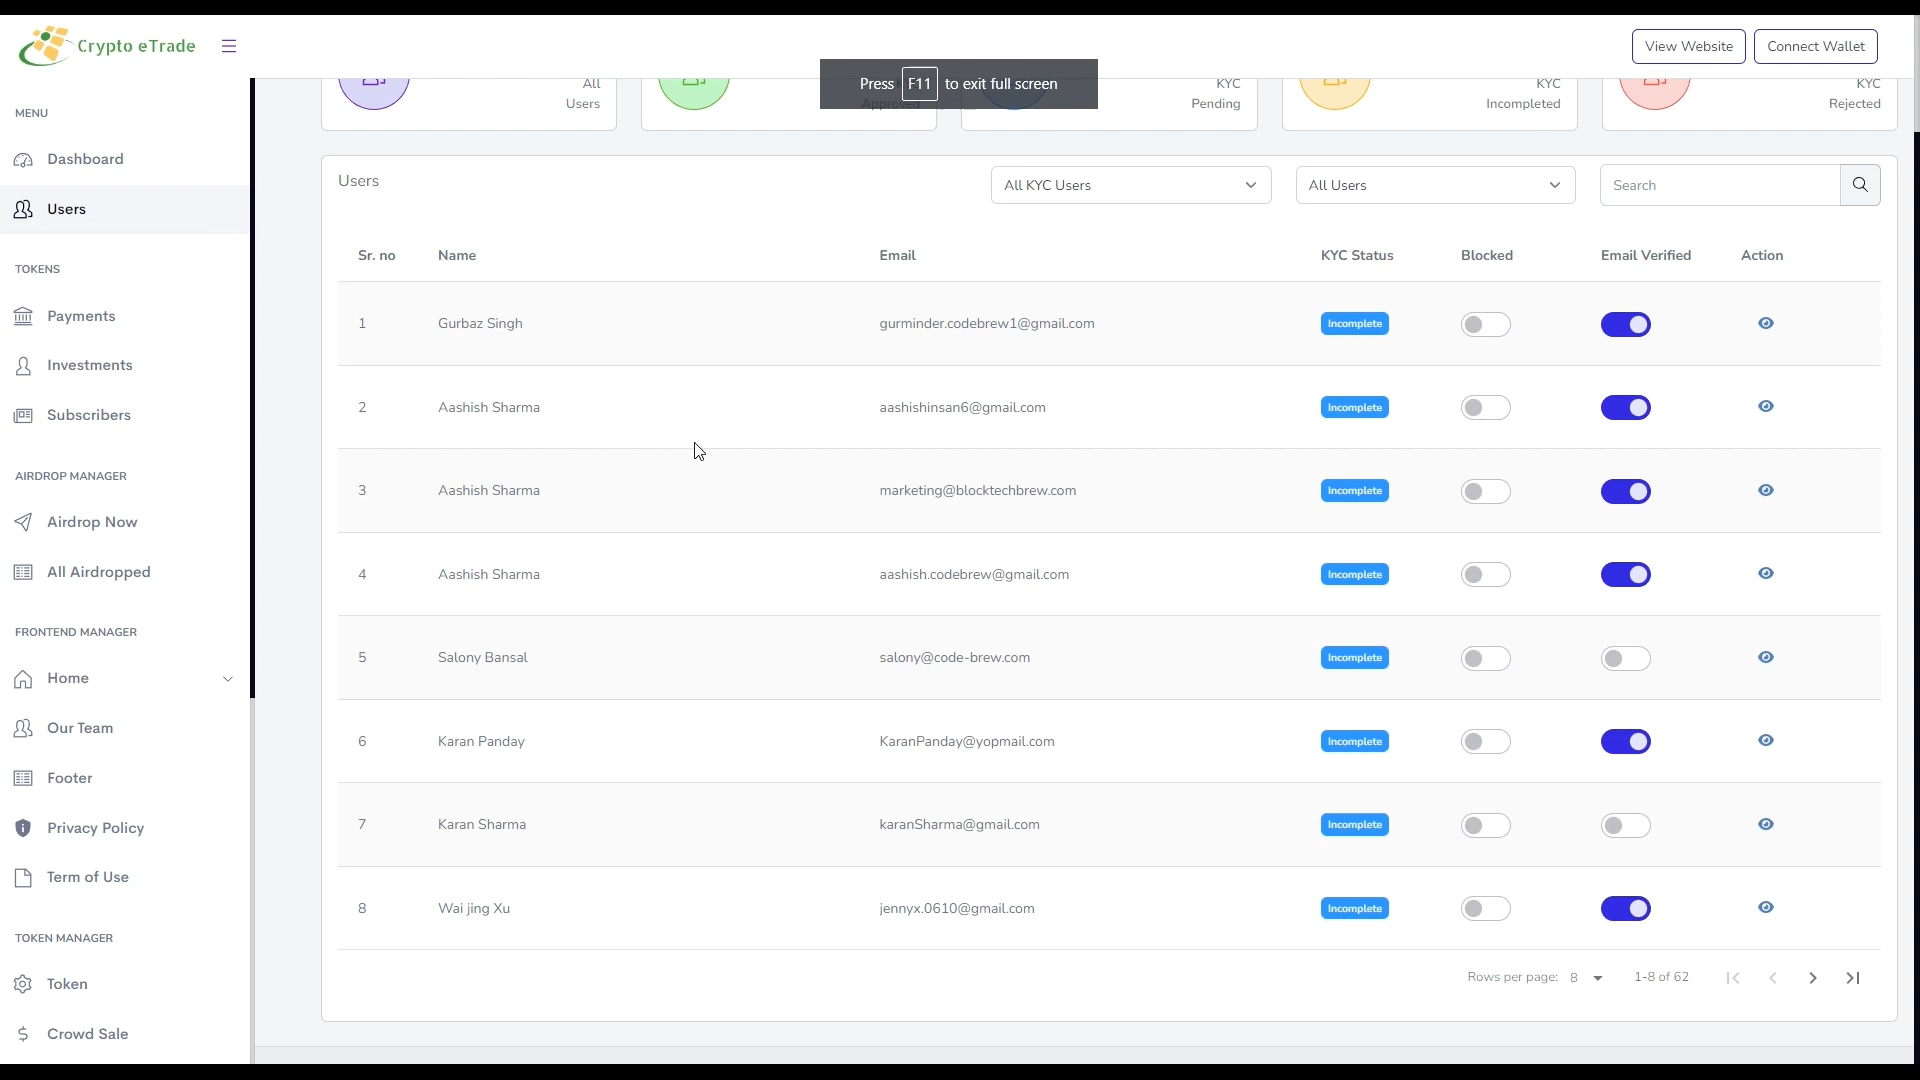 Crypto eTrade
View Website
Connect Wallet
Press F11 to exit full screen
All
Users
Approved
KYC
Pending
KYC
Incompleted
KYC
Rejected
MENU
Dashboard
Users
TOKENS
Payments
Investments
Subscribers
AIRDROP MANAGER
Airdrop Now
All Airdropped
FRONTEND MANAGER
Home
Our Team
Footer
Privacy Policy
Term of Use
TOKEN MANAGER
Token
Crowd Sale
Users
All KYC Users
All Users
Search
Sr. no Name Email KYC Status Blocked Email Verified Action
1 Gurbaz Singh gurminder.codebrew1@gmail.com Incomplete
2 Aashish Sharma aashishinsan6@gmail.com Incomplete
3 Aashish Sharma marketing@blocktechbrew.com Incomplete
4 Aashish Sharma aashish.codebrew@gmail.com Incomplete
5 Salony Bansal salony@code-brew.com Incomplete
6 Karan Panday KaranPanday@yopmail.com Incomplete
7 Karan Sharma karanSharma@gmail.com Incomplete
8 Wai jing Xu jennyx.0610@gmail.com Incomplete
Rows per page: 8 1-8 of 62